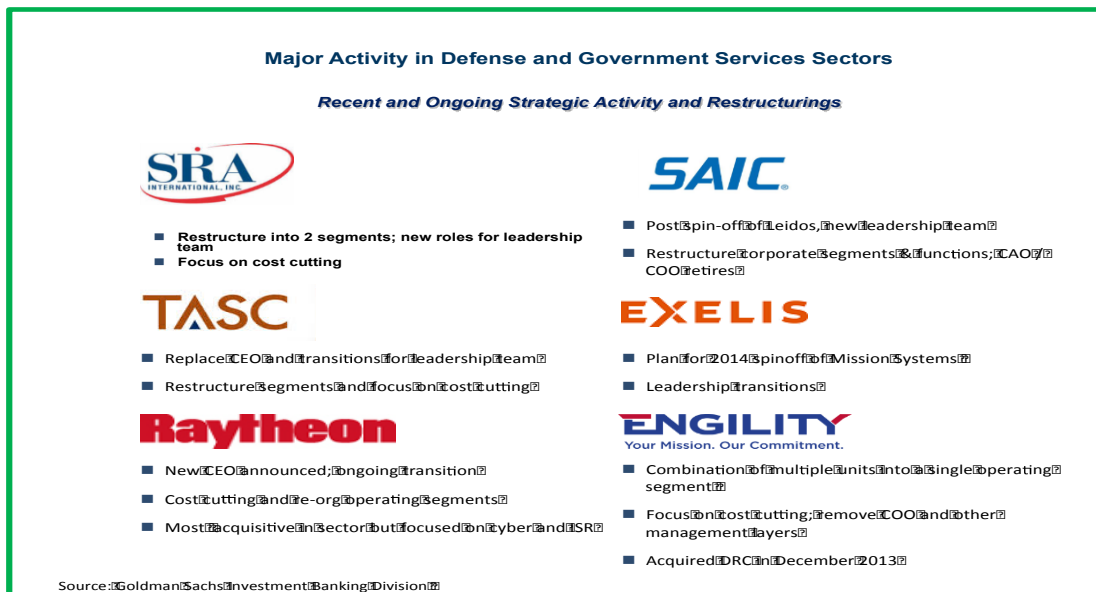 Major Activity in Defense and Government Services Sectors
Recent and Ongoing Strategic Activity and Restructurings
SRA
INTERNATIONAL, INC.
Restructure into 2 segments; new roles for leadership
team
Focus on cost cutting
SAIC
Post spin-off of Leidos, new leadership team
Restructure corporate segments & functions; CAO /
COO retires
TASC
Replace CEO and transitions for leadership team
Restructure segments and focus on cost cutting
EXELIS
Plan for 2014 spinoff of Mission Systems
Leadership transitions
Raytheon
New CEO announced; ongoing transition
Cost cutting and re-org operating segments
Most acquisitive in sector but focused on cyber and ISR
ENGILITY
Your Mission. Our Commitment.
Combination of multiple units into a single operating
segment
Focus on cost cutting; remove COO and other
management layers
Acquired DRC in December 2013
Source: Goldman Sachs Investment Banking Division